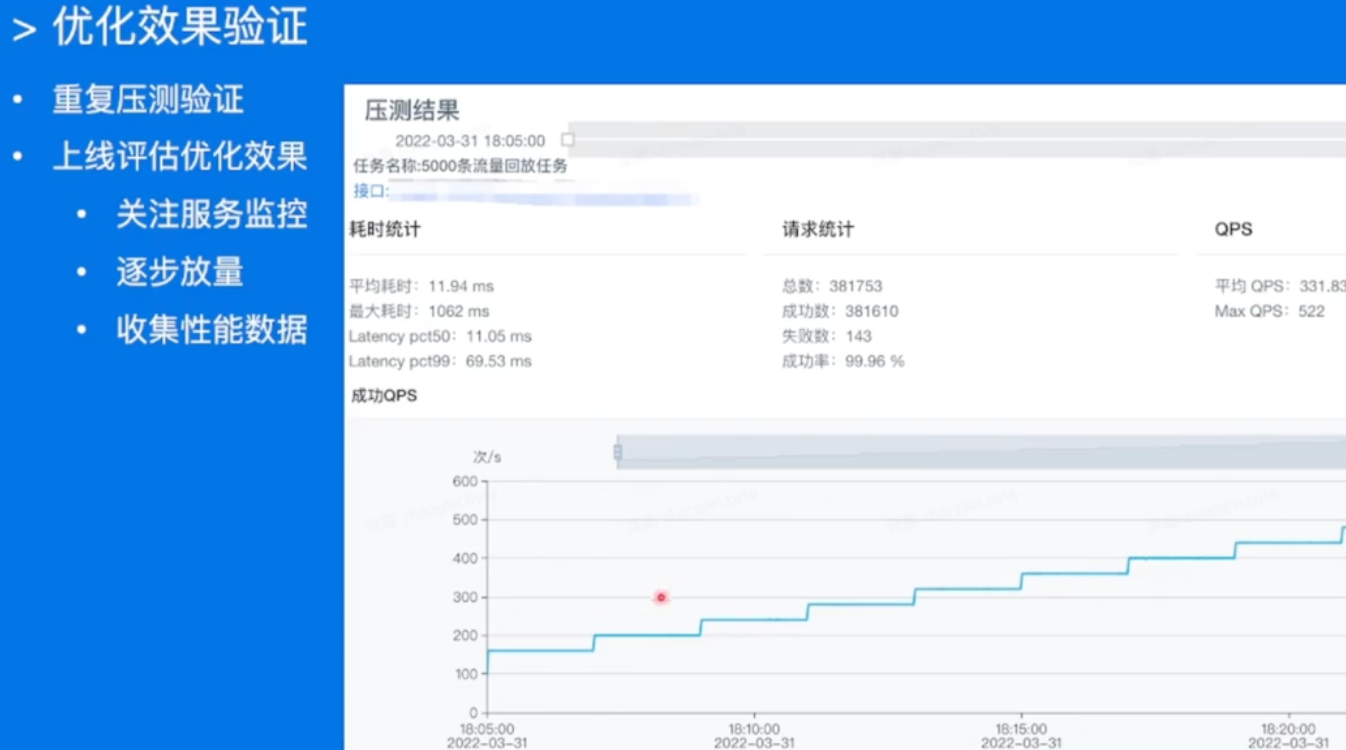 > 优化效果验证
• 重复压测验证
• 上线评估优化效果
• 关注服务监控
• 逐步放量
• 收集性能数据
压测结果
2022-03-31 18:05:00
任务名称:5000条流量回放任务
接口:
耗时统计
平均耗时: 11.94 ms
最大耗时: 1062 ms
Latency pct50: 11.05 ms
Latency pct99: 69.53 ms
请求统计
总数: 381753
成功数: 381610
失败数: 143
成功率: 99.96 %
QPS
平均 QPS: 331.83
Max QPS: 522
成功QPS
次/s
600
500
400
300
200
100
0
18:05:00
2022-03-31
18:10:00
2022-03-31
18:15:00
2022-03-31
18:20:00
2022-03-31